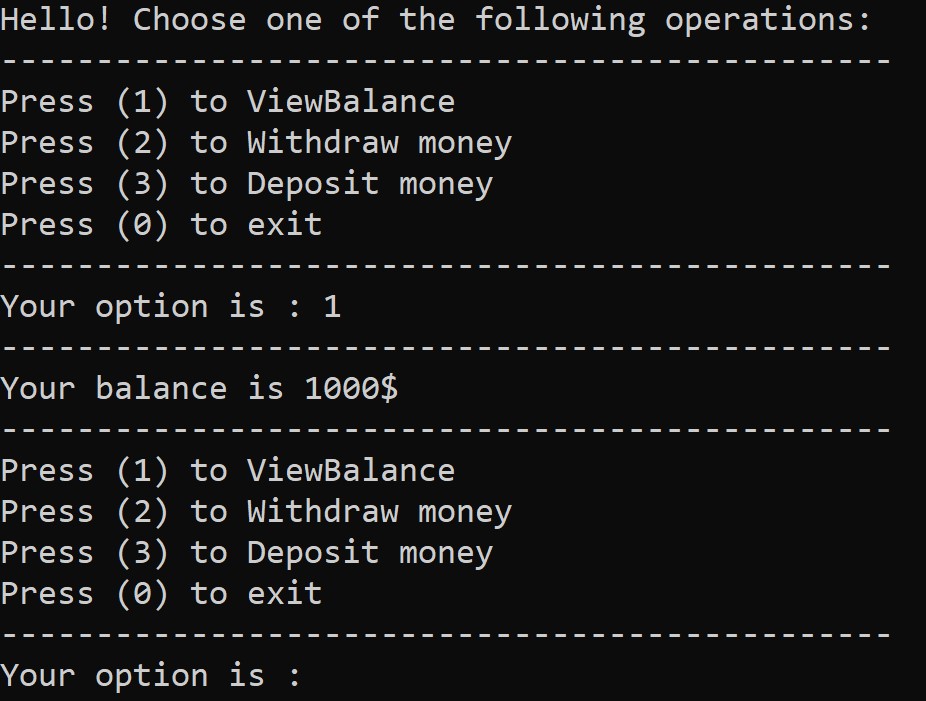 Hello! Choose one of the following operations:
-----------------------------------------------
Press (1) to ViewBalance
Press (2) to Withdraw money
Press (3) to Deposit money
Press (0) to exit
-----------------------------------------------
Your option is : 1
-----------------------------------------------
Your balance is 1000$
-----------------------------------------------
Press (1) to ViewBalance
Press (2) to Withdraw money
Press (3) to Deposit money
Press (0) to exit
-----------------------------------------------
Your option is :